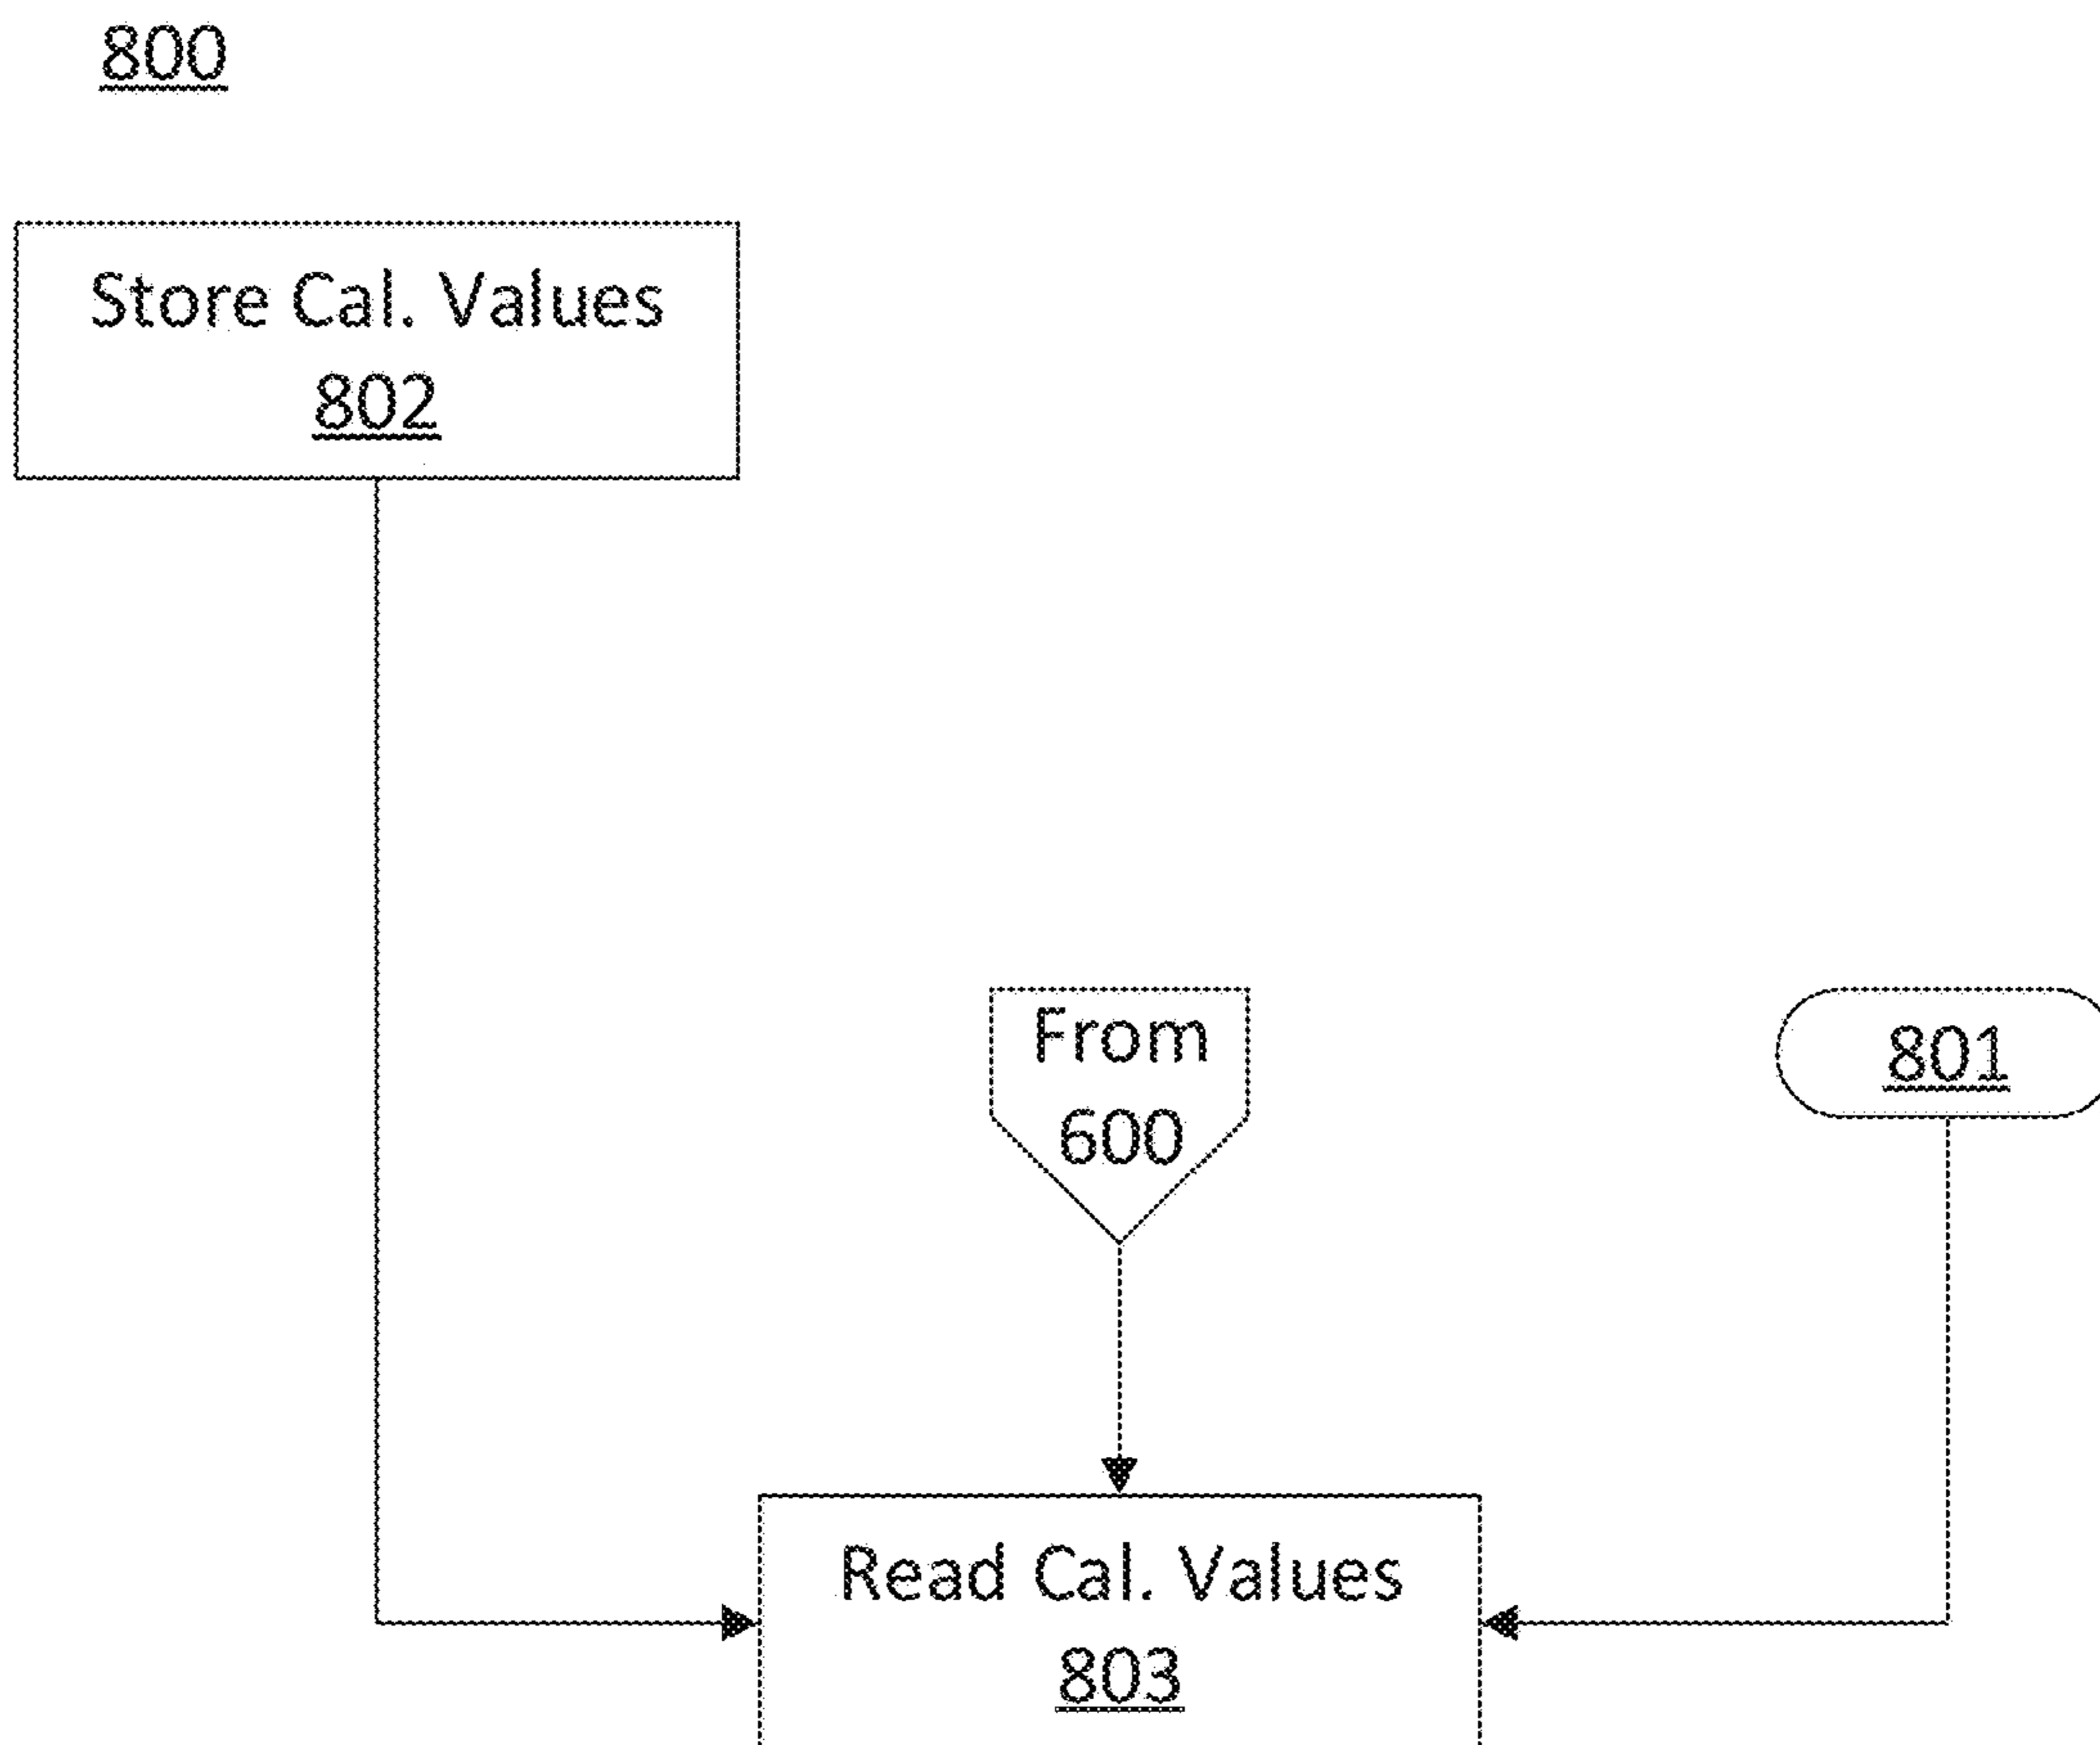 800
Store Cal. Values
802
From
600
801
Read Cal. Values
803